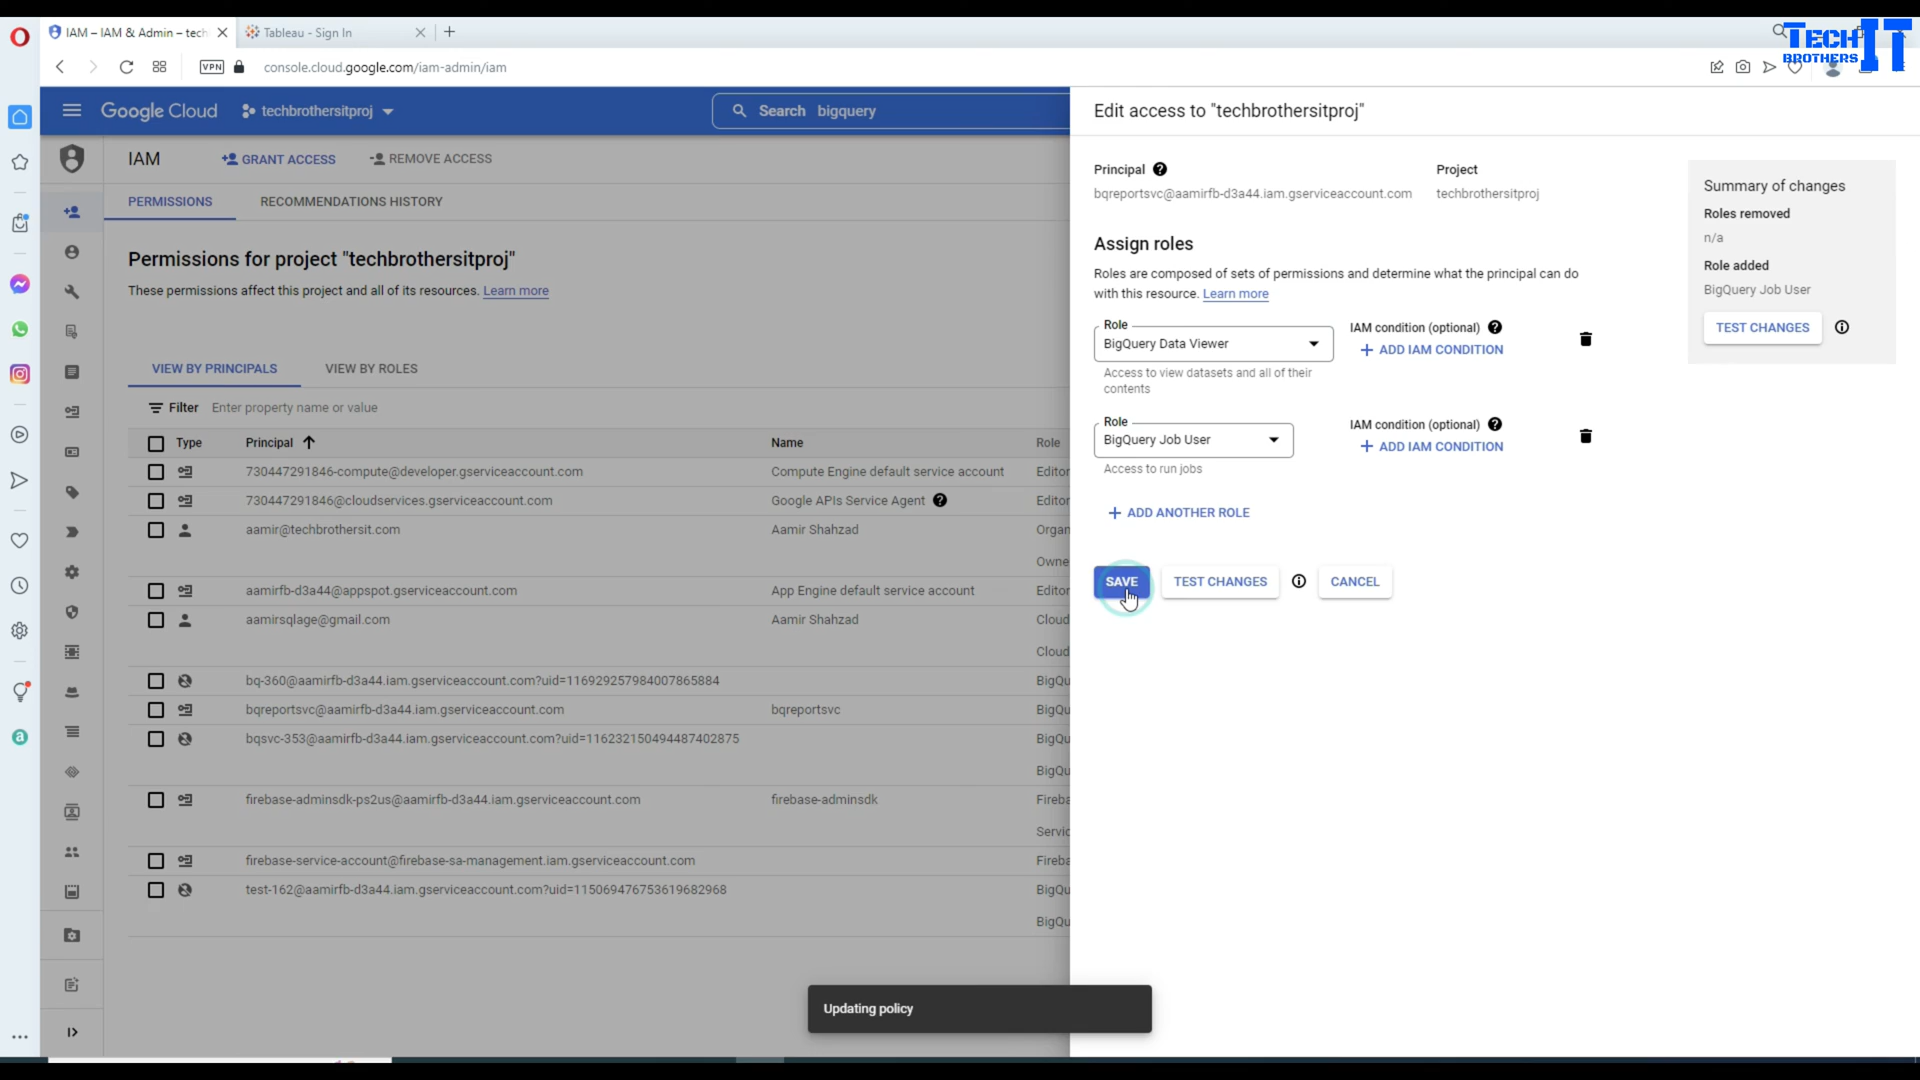 IAM – IAM & Admin – tech
Tableau - Sign In
TECH IT
BROTHERS
VPN
console.cloud.google.com/iam-admin/iam
Google Cloud
techbrothersitproj
Search bigquery
IAM
GRANT ACCESS
REMOVE ACCESS
PERMISSIONS
RECOMMENDATIONS HISTORY
Permissions for project "techbrothersitproj"
These permissions affect this project and all of its resources. Learn more
VIEW BY PRINCIPALS
VIEW BY ROLES
Filter Enter property name or value
Type Principal Name Role
730447291846-compute@developer.gserviceaccount.com Compute Engine default service account Editor
730447291846@cloudservices.gserviceaccount.com Google APIs Service Agent Editor
aamir@techbrothersit.com Aamir Shahzad Organ
Owne
aamirfb-d3a44@appspot.gserviceaccount.com App Engine default service account Editor
aamirsqlage@gmail.com Aamir Shahzad Cloud
Cloud
bq-360@aamirfb-d3a44.iam.gserviceaccount.com?uid=116929257984007865884 BigQu
bqreportsvc@aamirfb-d3a44.iam.gserviceaccount.com bqreportsvc BigQu
bqsvc-353@aamirfb-d3a44.iam.gserviceaccount.com?uid=116232150494487402875 BigQu
BigQu
firebase-adminsdk-ps2us@aamirfb-d3a44.iam.gserviceaccount.com firebase-adminsdk Fireba
Servic
firebase-service-account@firebase-sa-management.iam.gserviceaccount.com Fireba
test-162@aamirfb-d3a44.iam.gserviceaccount.com?uid=115069476753619682968 BigQu
BigQu
Edit access to "techbrothersitproj"
Principal
Project
bqreportsvc@aamirfb-d3a44.iam.gserviceaccount.com
techbrothersitproj
Assign roles
Roles are composed of sets of permissions and determine what the principal can do
with this resource. Learn more
Role
BigQuery Data Viewer
IAM condition (optional)
ADD IAM CONDITION
Access to view datasets and all of their
contents
Role
BigQuery Job User
IAM condition (optional)
ADD IAM CONDITION
Access to run jobs
ADD ANOTHER ROLE
SAVE
TEST CHANGES
CANCEL
Summary of changes
Roles removed
n/a
Role added
BigQuery Job User
TEST CHANGES
Updating policy